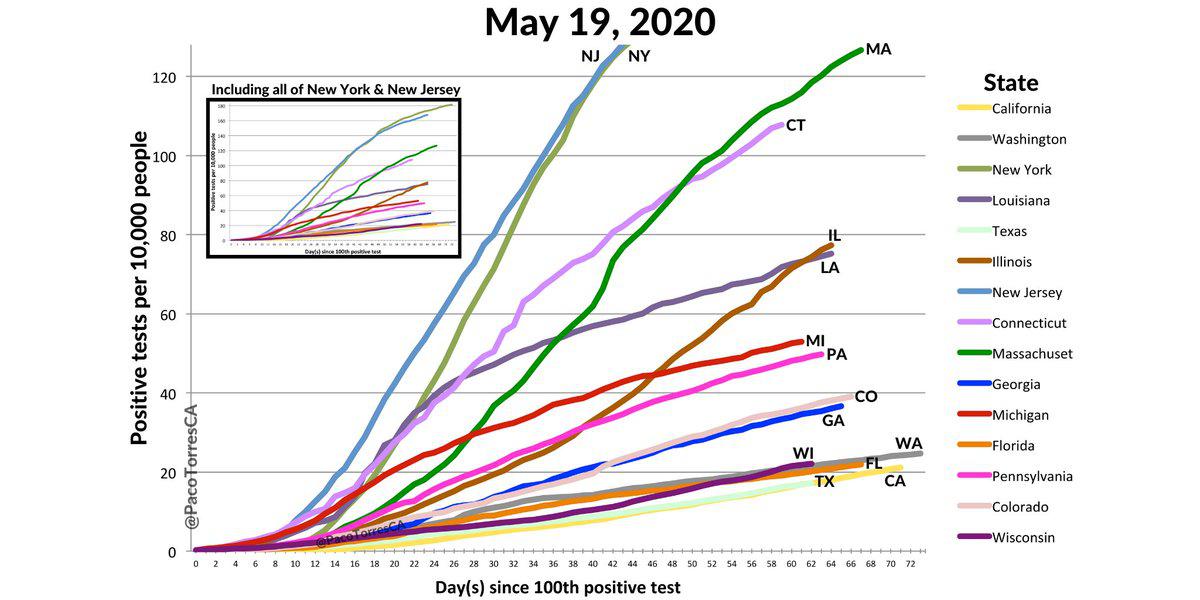 May 19, 2020
Including all of New York & New Jersey
Positive tests per 10,000 people
Day(s) since 100th positive test
Positive tests per 10,000 people
120
100
80
60
40
20
0
NJ
NY
MA
CT
IL
LA
MI
PA
CO
GA
WA
WI
FL
TX
CA
@PacoTorresCA
@PacoTorresCA
0 2 4 6 8 10 12 14 16 18 20 22 24 26 28 30 32 34 36 38 40 42 44 46 48 50 52 54 56 58 60 62 64 66 68 70 72
Day(s) since 100th positive test
State
California
Washington
New York
Louisiana
Texas
Illinois
New Jersey
Connecticut
Massachuset
Georgia
Michigan
Florida
Pennsylvania
Colorado
Wisconsin